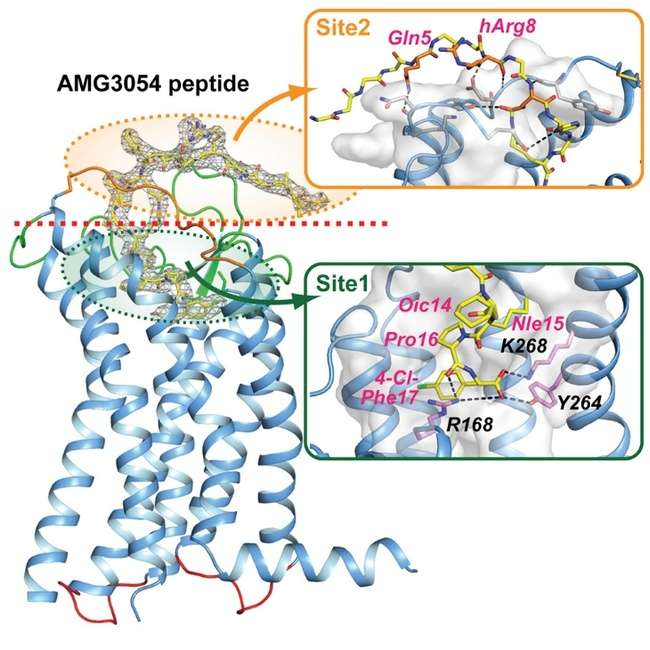 Site2
Gln5
hArg8
AMG3054 peptide
Site1
Oic14
Nle15
Pro16
K268
4-Cl-
Phe17
Y264
R168